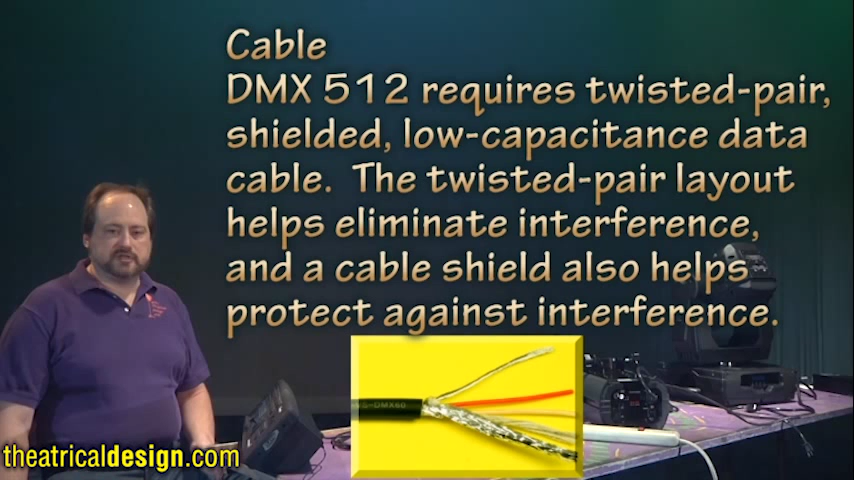 Cable
DMX 512 requires twisted-pair,
shielded, low-capacitance data
cable. The twisted-pair layout
helps eliminate interference,
and a cable shield also helps
protect against interference.
theatricaldesign.com